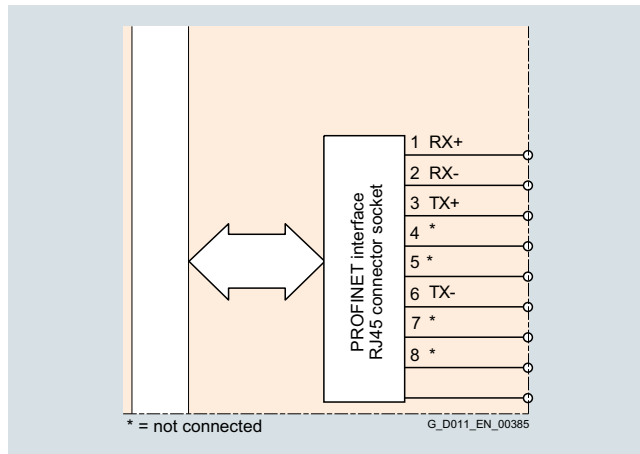 1 RX+
2 RX-
3 TX+
4 *
5 *
6 TX-
7 *
8 *
PROFINET interface
RJ45 connector socket
* = not connected
G_D011_EN_00385